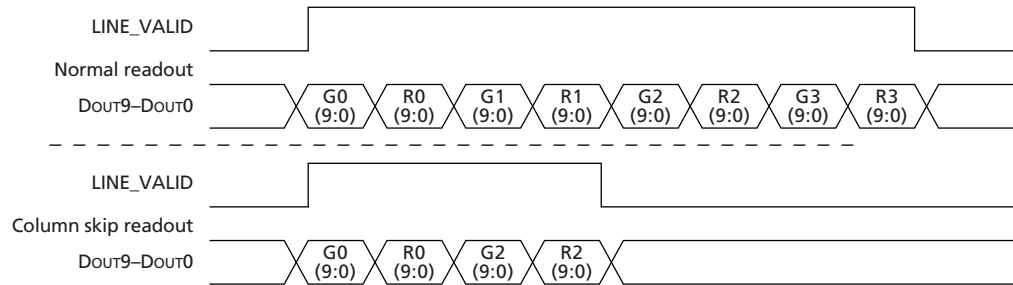 LINE_VALID
Normal readout
DOUT9–DOUT0
G0 (9:0) R0 (9:0) G1 (9:0) R1 (9:0) G2 (9:0) R2 (9:0) G3 (9:0) R3 (9:0)
LINE_VALID
Column skip readout
DOUT9–DOUT0
G0 (9:0) R0 (9:0) G2 (9:0) R2 (9:0)